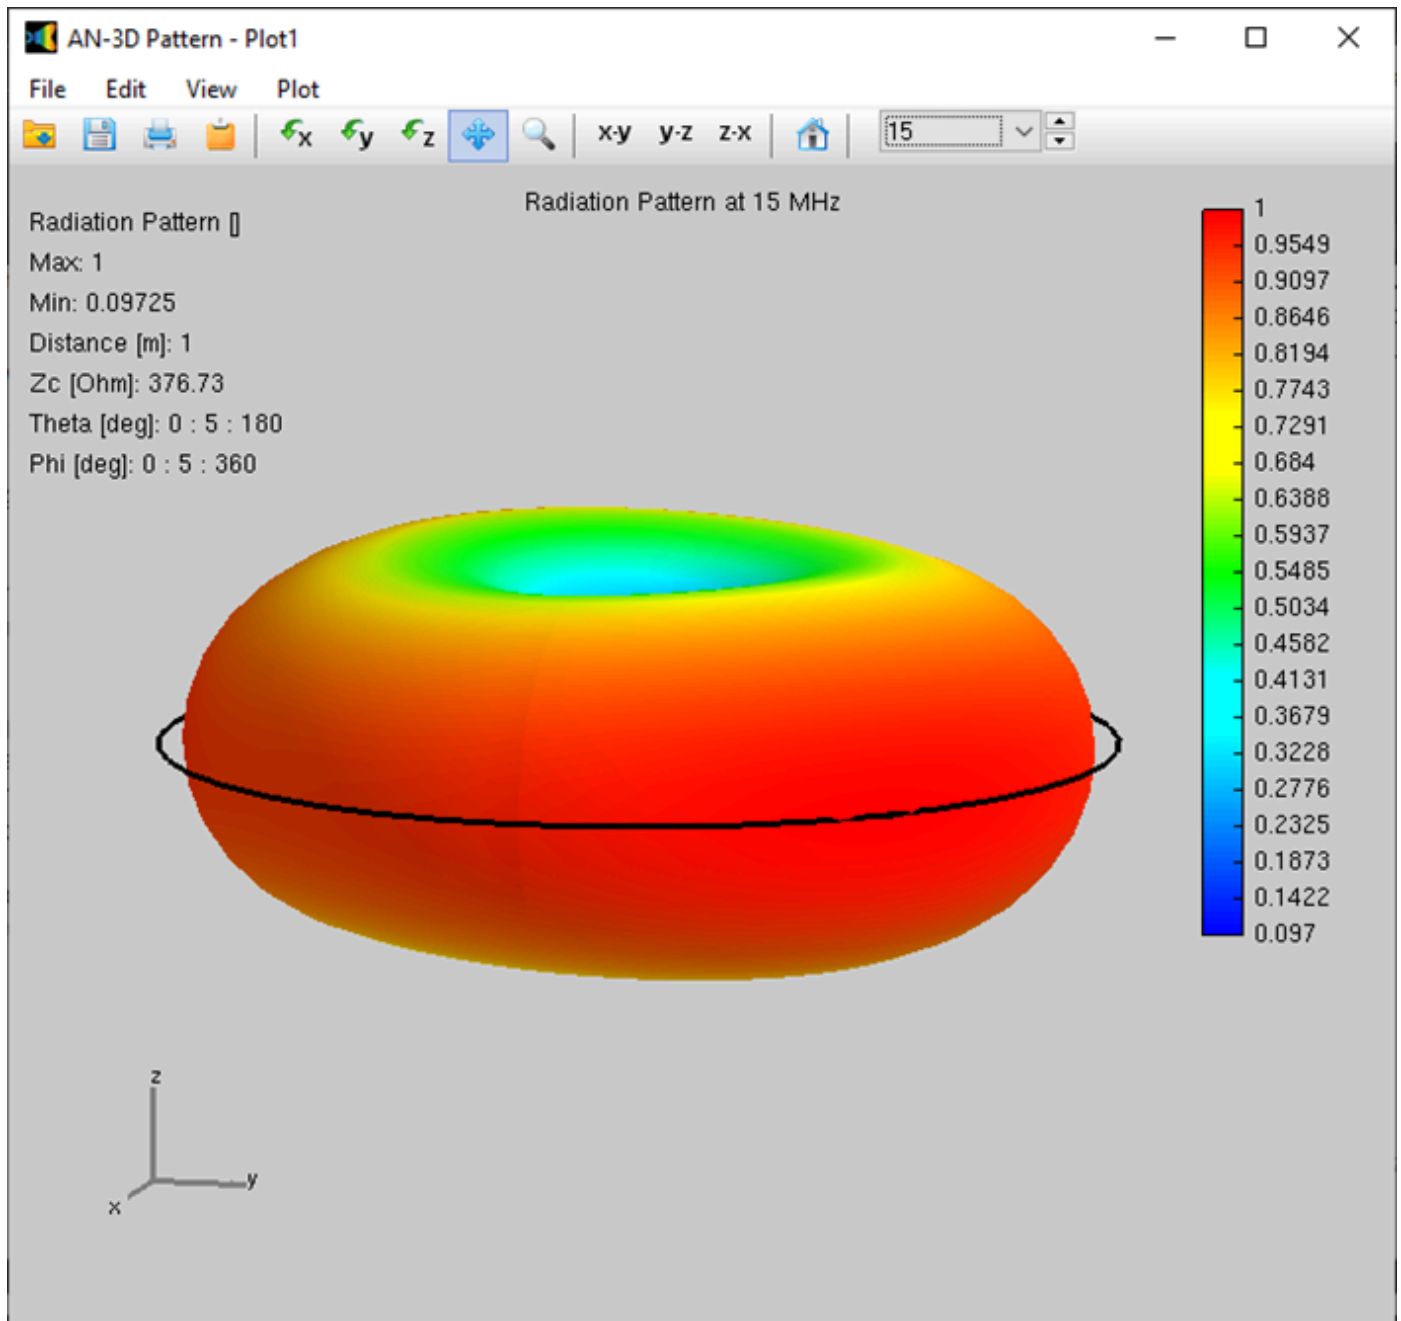 AN-3D Pattern - Plot1
File Edit View Plot
x y z x-y y-z z-x 15
Radiation Pattern at 15 MHz
Radiation Pattern []
Max: 1
Min: 0.09725
Distance [m]: 1
Zc [Ohm]: 376.73
Theta [deg]: 0 : 5 : 180
Phi [deg]: 0 : 5 : 360
1
0.9549
0.9097
0.8646
0.8194
0.7743
0.7291
0.684
0.6388
0.5937
0.5485
0.5034
0.4582
0.4131
0.3679
0.3228
0.2776
0.2325
0.1873
0.1422
0.097
z
y
x